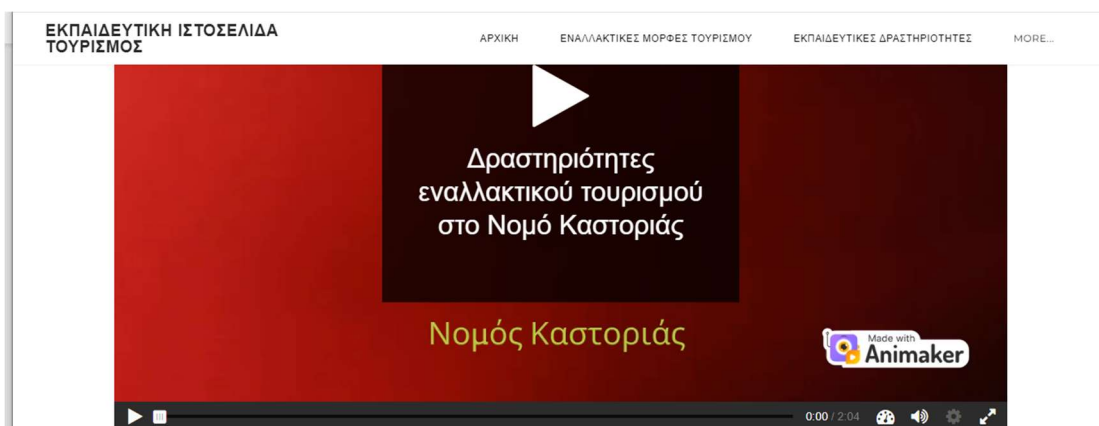 ΕΚΠΑΙΔΕΥΤΙΚΗ ΙΣΤΟΣΕΛΙΔΑ
ΤΟΥΡΙΣΜΟΣ
ΑΡΧΙΚΗ ΕΝΑΛΛΑΚΤΙΚΕΣ ΜΟΡΦΕΣ ΤΟΥΡΙΣΜΟΥ ΕΚΠΑΙΔΕΥΤΙΚΕΣ ΔΡΑΣΤΗΡΙΟΤΗΤΕΣ MORE...
Δραστηριότητες
εναλλακτικού τουρισμού
στο Νομό Καστοριάς
Νομός Καστοριάς
Made with
Animaker
0:00 / 2:04